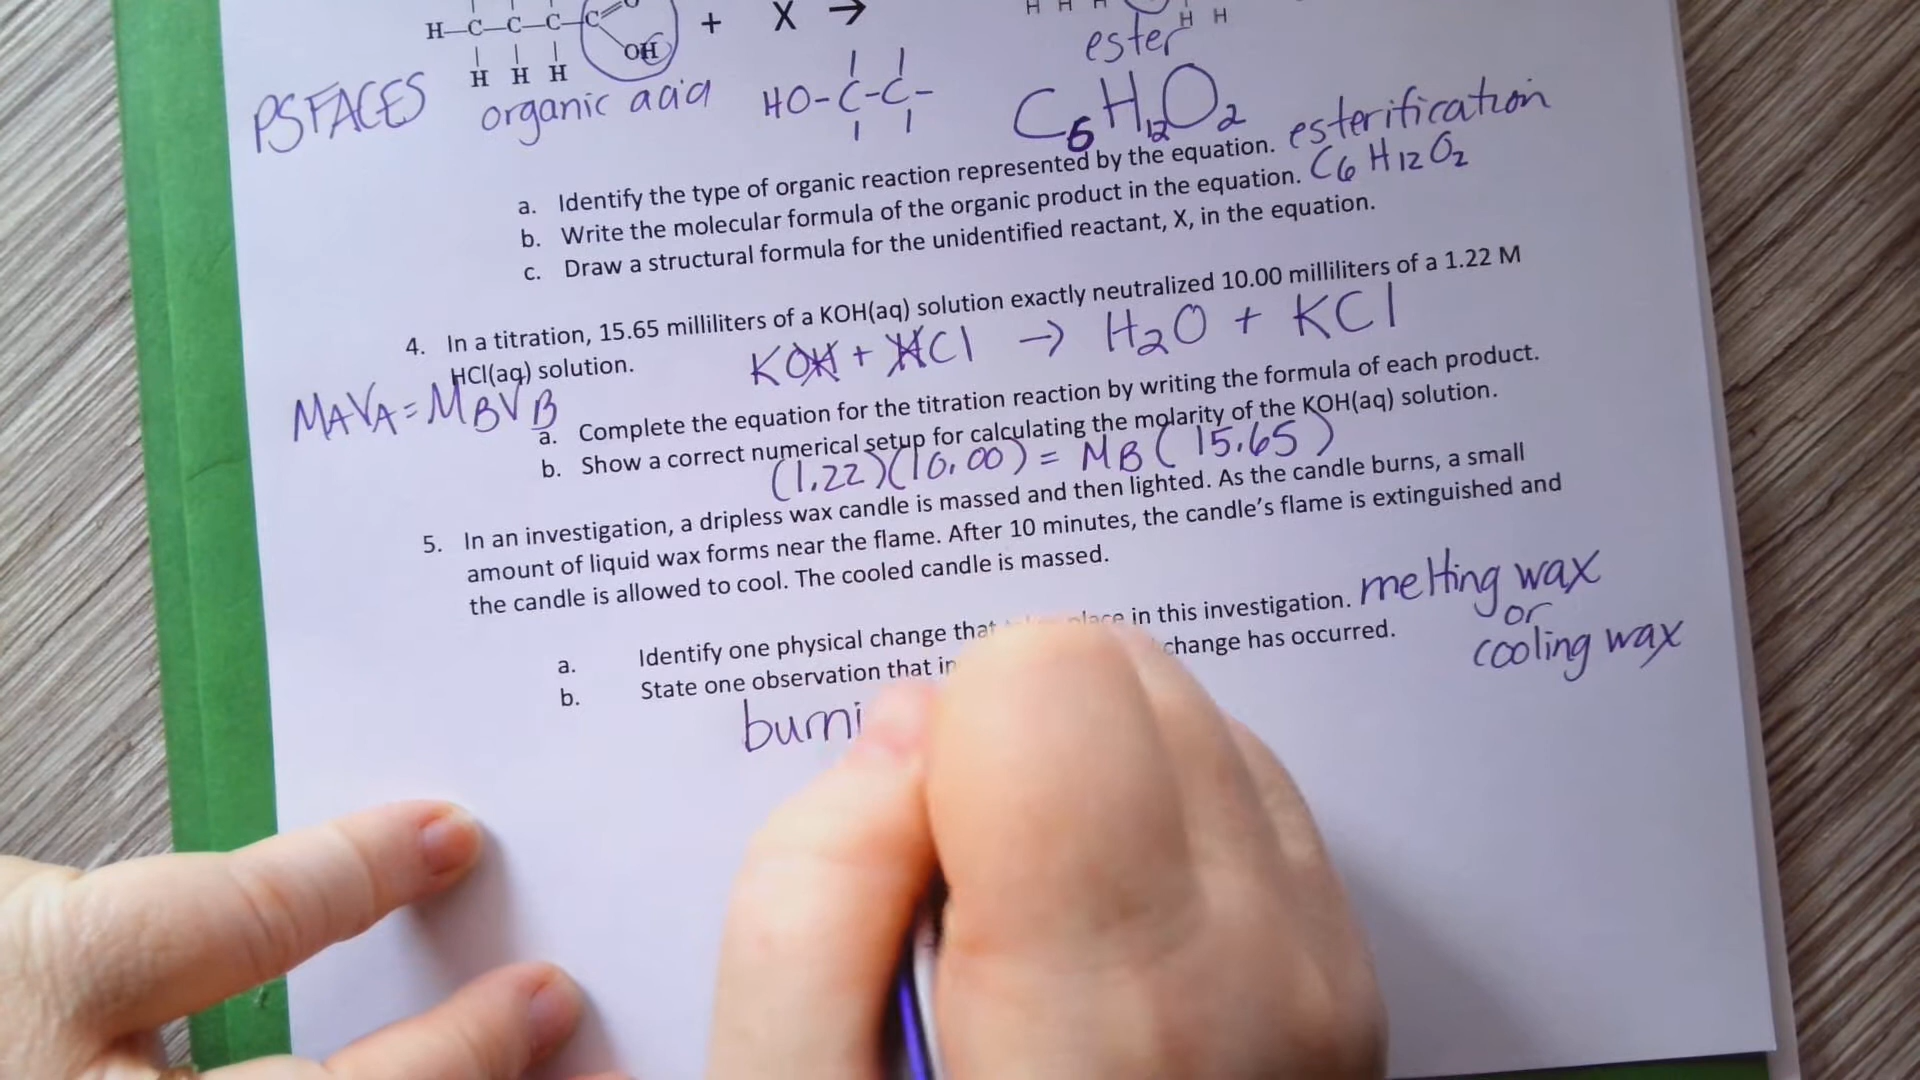 H—C—C—C—C O + X →
H H H OH
H H H H H
PSFACES organic acid HO-C-C- ester
C6H12O2
a. Identify the type of organic reaction represented by the equation. esterification
b. Write the molecular formula of the organic product in the equation. C6H12O2
c. Draw a structural formula for the unidentified reactant, X, in the equation.
4. In a titration, 15.65 milliliters of a KOH(aq) solution exactly neutralized 10.00 milliliters of a 1.22 M
HCl(aq) solution. KOH + HCl → H2O + KCl
MAVA=MBVB
a. Complete the equation for the titration reaction by writing the formula of each product.
b. Show a correct numerical setup for calculating the molarity of the KOH(aq) solution.
(1.22)(10.00) = MB(15.65)
5. In an investigation, a dripless wax candle is massed and then lighted. As the candle burns, a small
amount of liquid wax forms near the flame. After 10 minutes, the candle's flame is extinguished and
the candle is allowed to cool. The cooled candle is massed.
a. Identify one physical change that place in this investigation. melting wax
or
cooling wax
b. State one observation that change has occurred.
burni